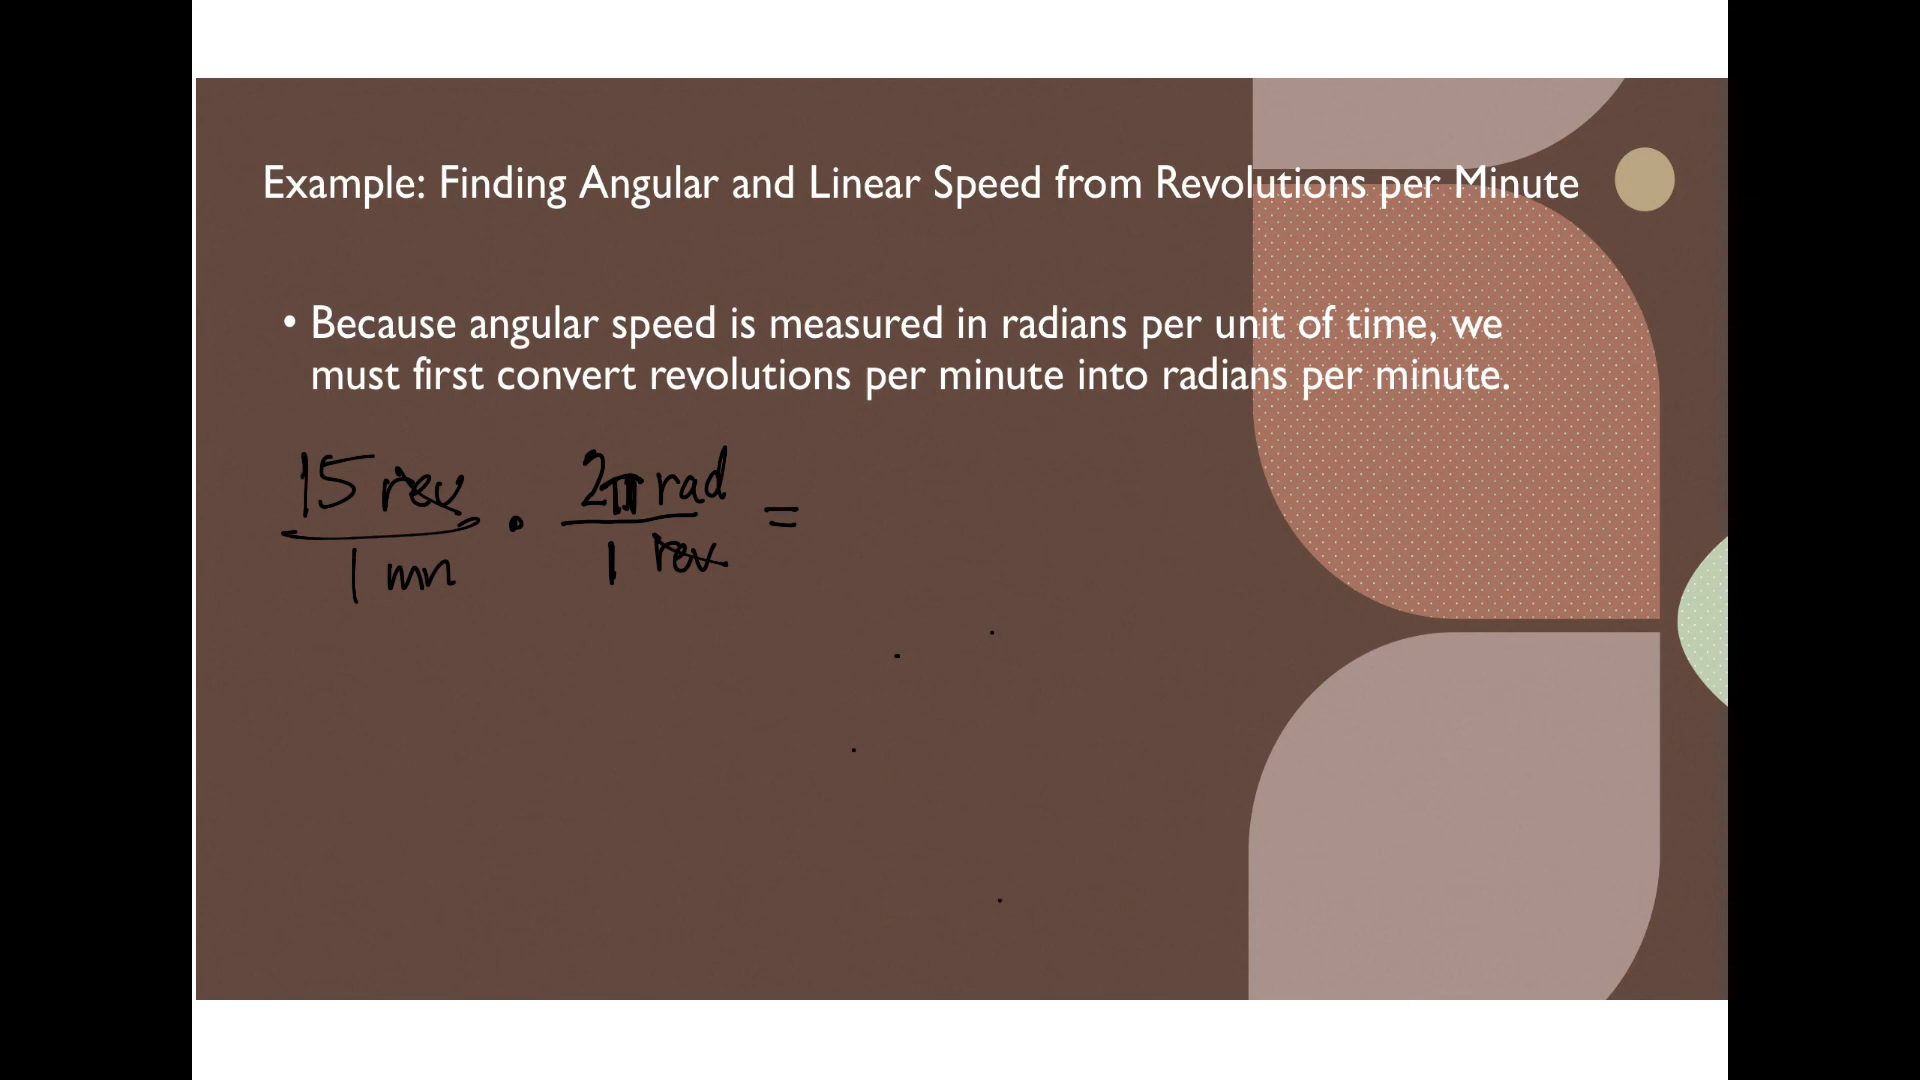 Example: Finding Angular and Linear Speed from Revolutions per Minute
• Because angular speed is measured in radians per unit of time, we
must first convert revolutions per minute into radians per minute.
15 rev / 1 mn • 2π rad / 1 rev =